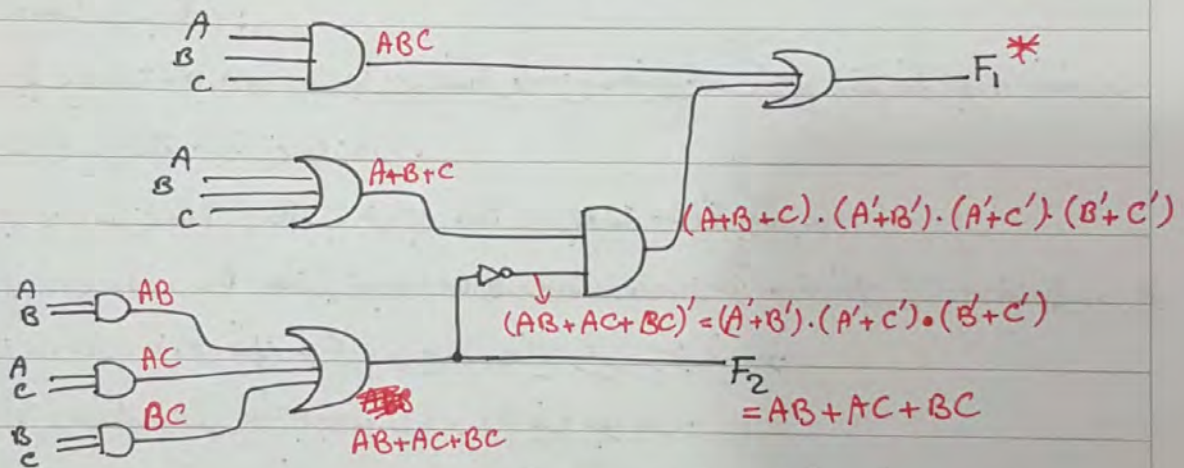 A
B
C
ABC
F₁ *
A
B
C
A+B+C
(A+B+C)·(A'+B')·(A'+C')·(B'+C')
A
B
AB
(AB+AC+BC)' = (A'+B')·(A'+C')·(B'+C')
A
C
AC
F₂
= AB+AC+BC
B
C
BC
AB+AC+BC